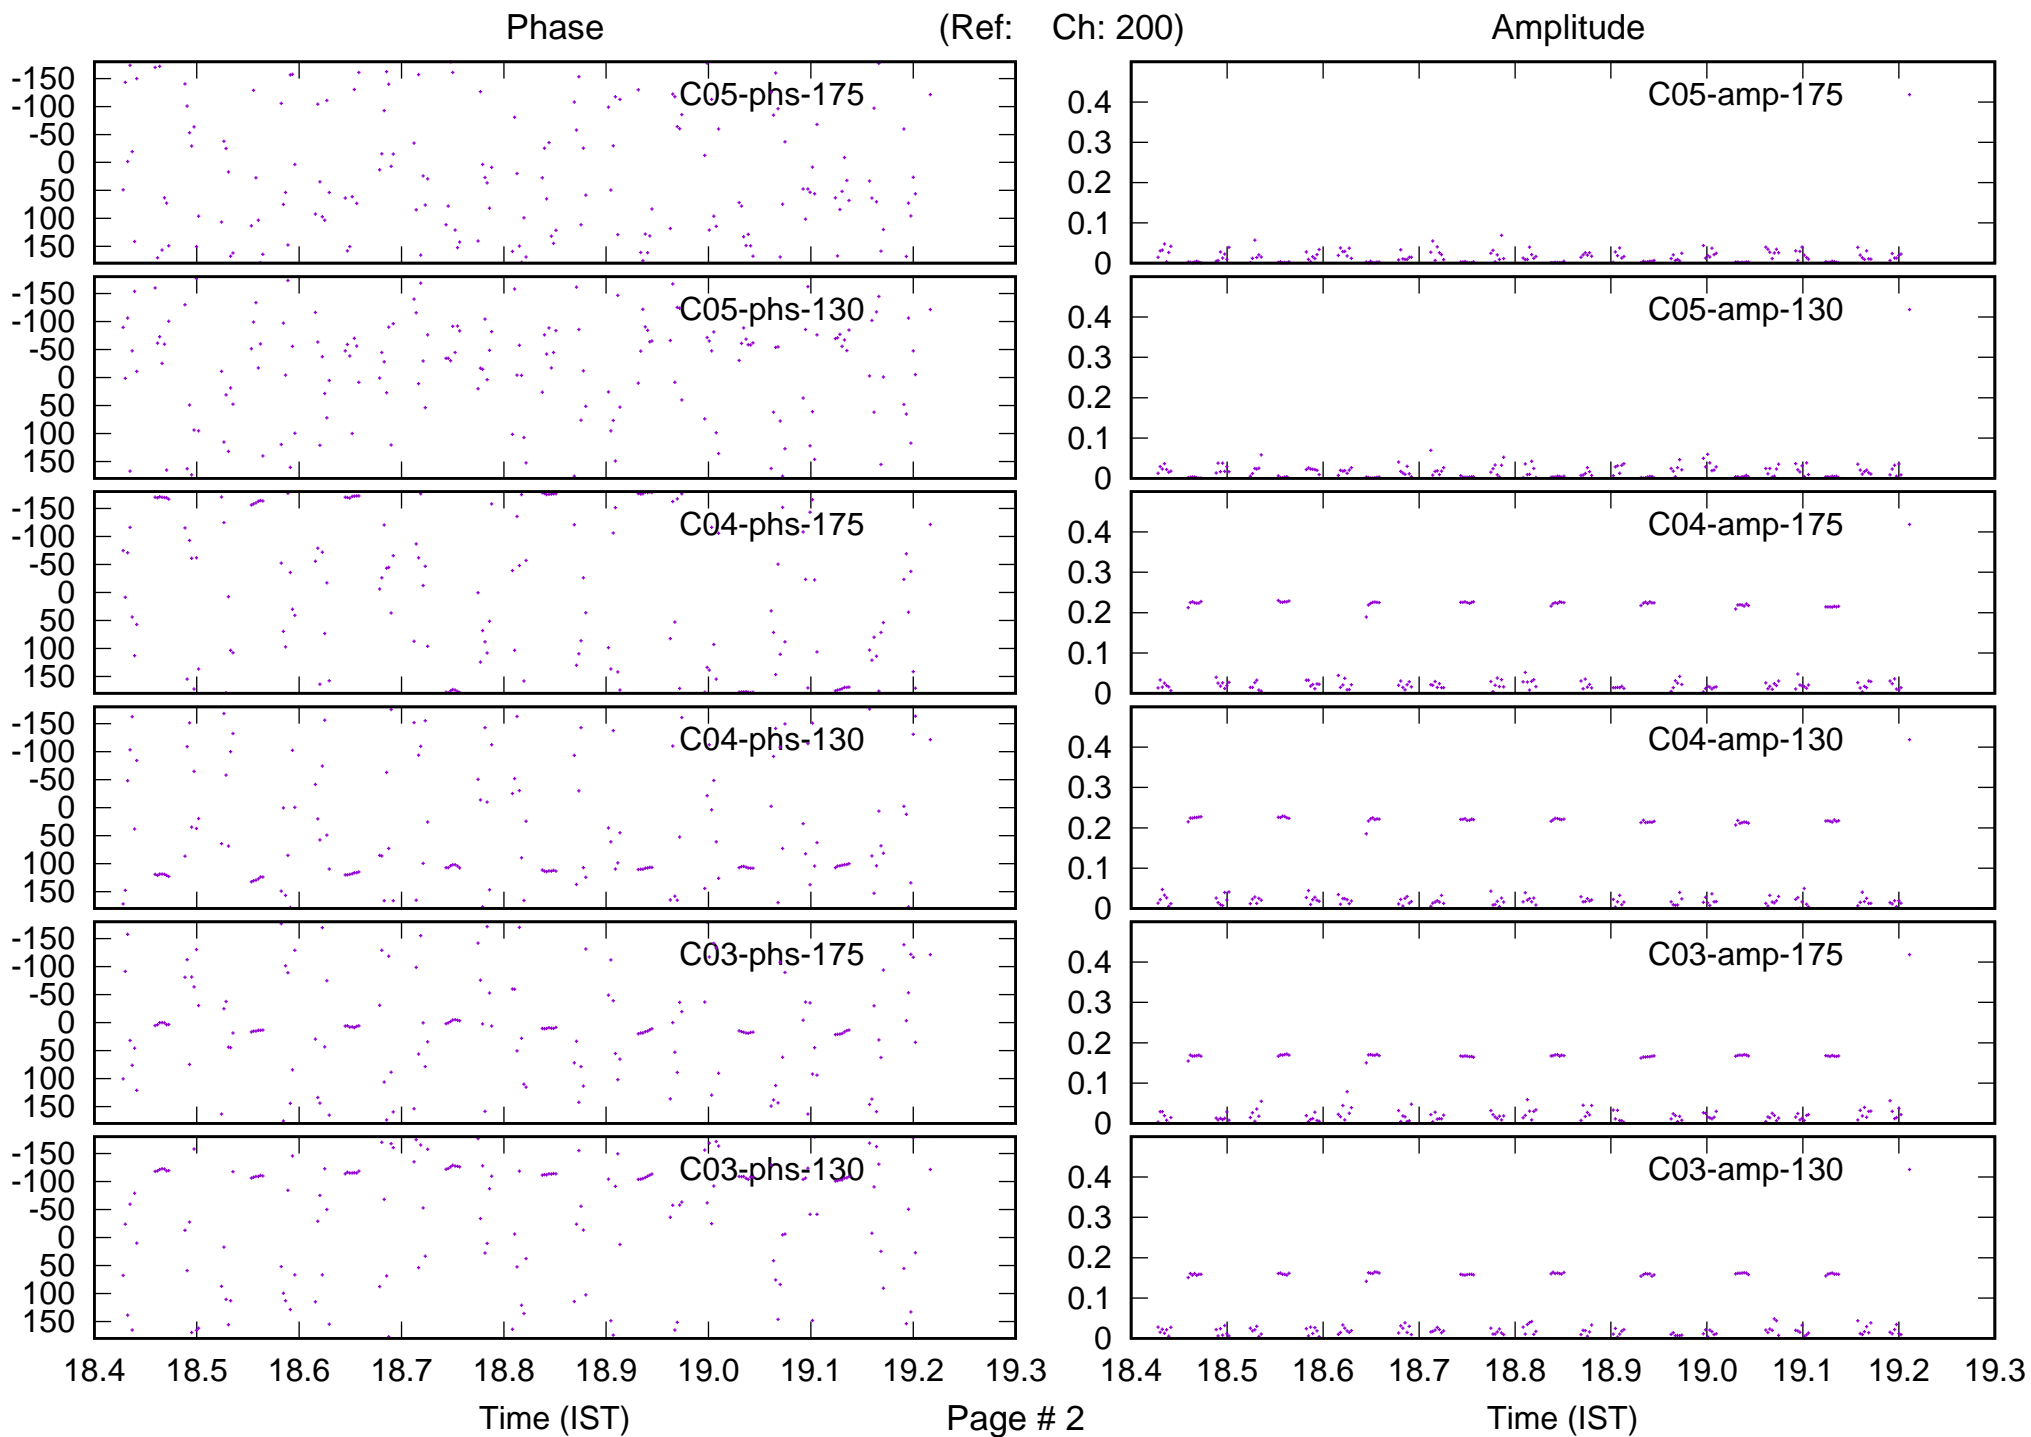 Phase (Ref: Ch: 200) Amplitude
-150 -100 -50 0 50 100 150 C05-phs-175
0.4 0.3 0.2 0.1 0 C05-amp-175
-150 -100 -50 0 50 100 150 C05-phs-130
0.4 0.3 0.2 0.1 0 C05-amp-130
-150 -100 -50 0 50 100 150 C04-phs-175
0.4 0.3 0.2 0.1 0 C04-amp-175
-150 -100 -50 0 50 100 150 C04-phs-130
0.4 0.3 0.2 0.1 0 C04-amp-130
-150 -100 -50 0 50 100 150 C03-phs-175
0.4 0.3 0.2 0.1 0 C03-amp-175
-150 -100 -50 0 50 100 150 C03-phs-130
0.4 0.3 0.2 0.1 0 C03-amp-130
18.4 18.5 18.6 18.7 18.8 18.9 19.0 19.1 19.2 19.3 18.4 18.5 18.6 18.7 18.8 18.9 19.0 19.1 19.2 19.3
Time (IST) Page # 2 Time (IST)